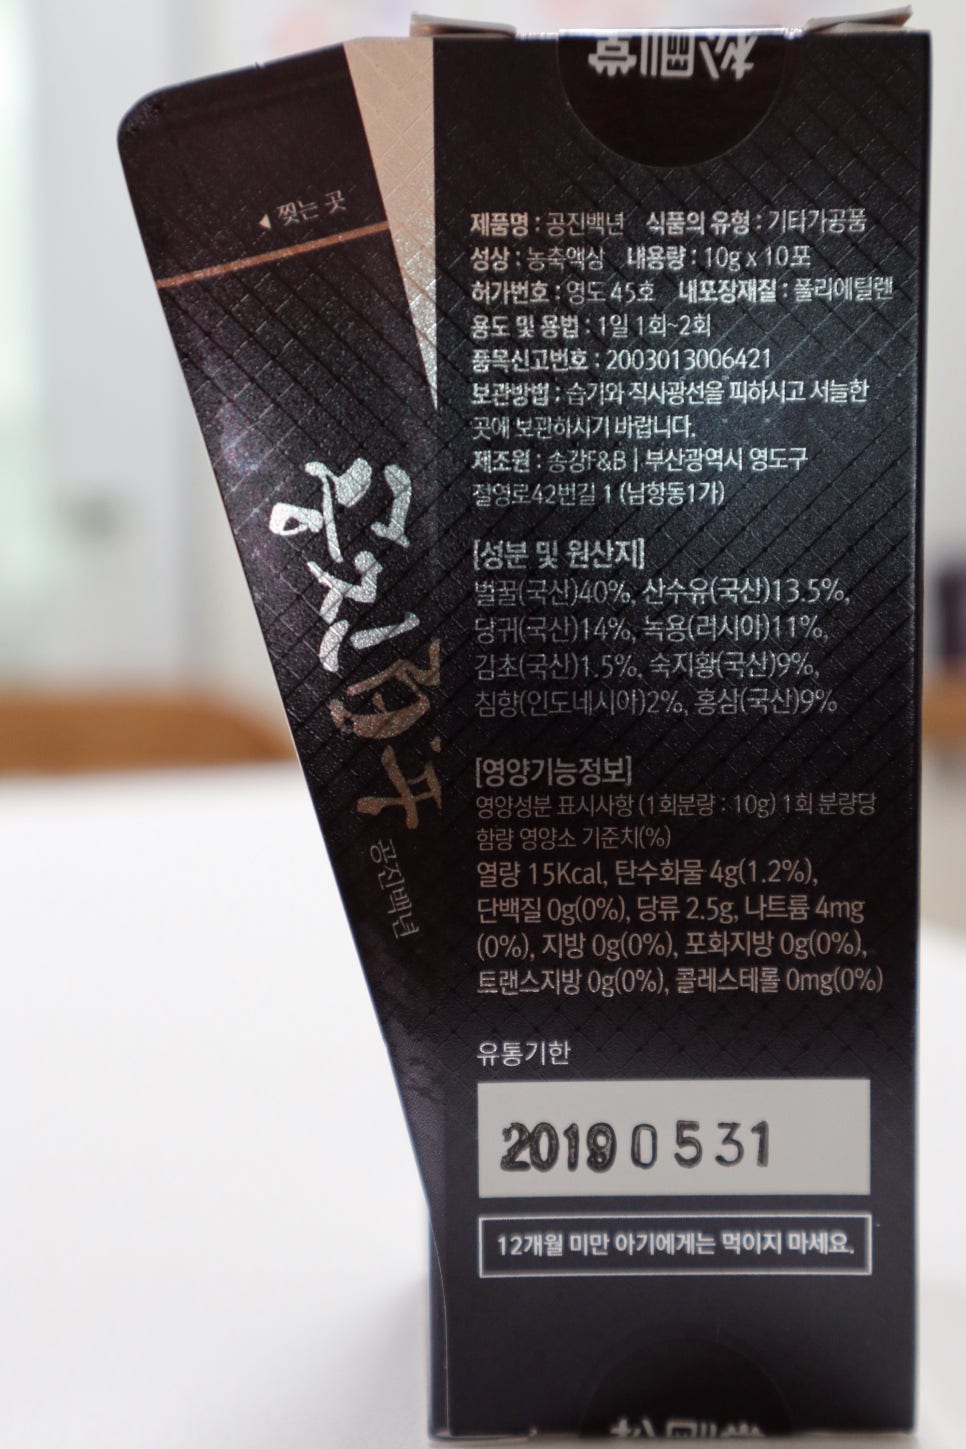 ◀ 찢는 곳
공진백년
공진백년
제품명 : 공진백년 식품의 유형 : 기타가공품
성상 : 농축액상 내용량 : 10g x 10포
허가번호 : 영도 45호 내포장재질 : 폴리에틸렌
용도 및 용법 : 1일 1회~2회
품목신고번호 : 2003013006421
보관방법 : 습기와 직사광선을 피하시고 서늘한
곳에 보관하시기 바랍니다.
제조원 : 송강F&B | 부산광역시 영도구
절영로42번길 1 (남항동1가)
[성분 및 원산지]
벌꿀(국산)40%, 산수유(국산)13.5%,
당귀(국산)14%, 녹용(러시아)11%,
감초(국산)1.5%, 숙지황(국산)9%,
침향(인도네시아)2%, 홍삼(국산)9%
[영양기능정보]
영양성분 표시사항 (1회분량 : 10g) 1회 분량당
함량 영양소 기준치(%)
열량 15Kcal, 탄수화물 4g(1.2%),
단백질 0g(0%), 당류 2.5g, 나트륨 4mg
(0%), 지방 0g(0%), 포화지방 0g(0%),
트랜스지방 0g(0%), 콜레스테롤 0mg(0%)
유통기한
20190531
12개월 미만 아기에게는 먹이지 마세요.